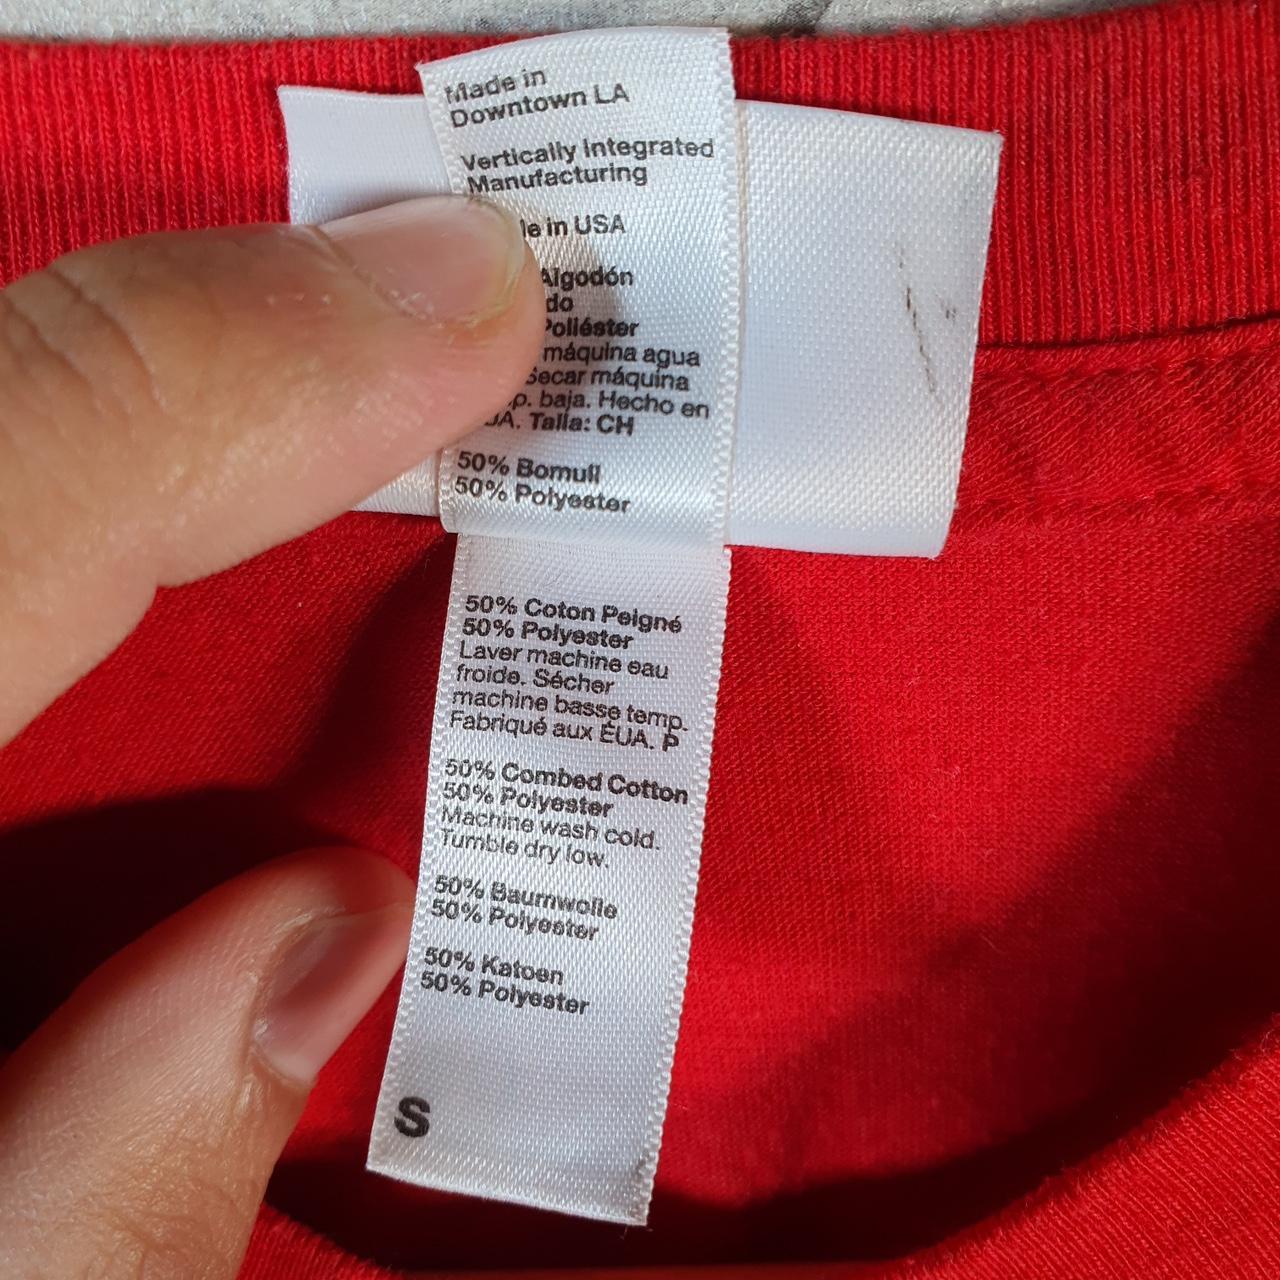 Made in
Downtown LA
Vertically Integrated
Manufacturing
in USA
Algodón
Poliéster
máquina agua
Secar máquina
baja. Hecho en
Talla: CH
50% Bomull
50% Polyester
50% Coton Peigné
50% Polyester
Laver machine eau
froide. Sécher
machine basse temp.
Fabriqué aux ÉUA. P
50% Combed Cotton
50% Polyester
Machine wash cold.
Tumble dry low.
50% Baumwolle
50% Polyester
50% Katoen
50% Polyester
S